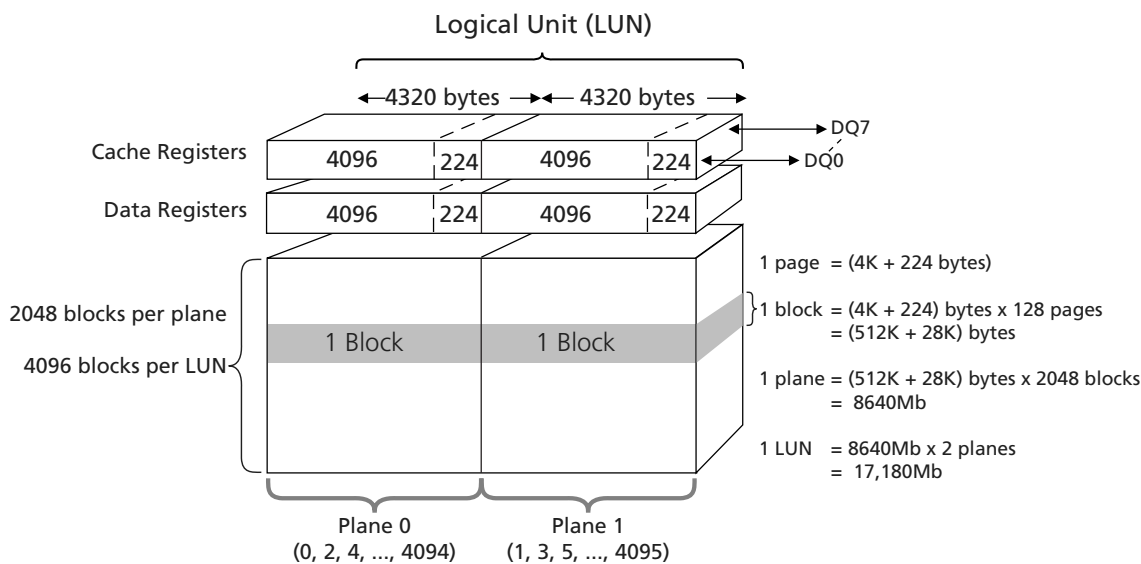 Logical Unit (LUN)
4320 bytes 4320 bytes
Cache Registers 4096 224 4096 224 DQ7
DQ0
Data Registers 4096 224 4096 224
1 page = (4K + 224 bytes)
2048 blocks per plane
4096 blocks per LUN
1 Block 1 Block
1 block = (4K + 224) bytes x 128 pages
= (512K + 28K) bytes
1 plane = (512K + 28K) bytes x 2048 blocks
= 8640Mb
1 LUN = 8640Mb x 2 planes
= 17,180Mb
Plane 0
(0, 2, 4, ..., 4094)
Plane 1
(1, 3, 5, ..., 4095)